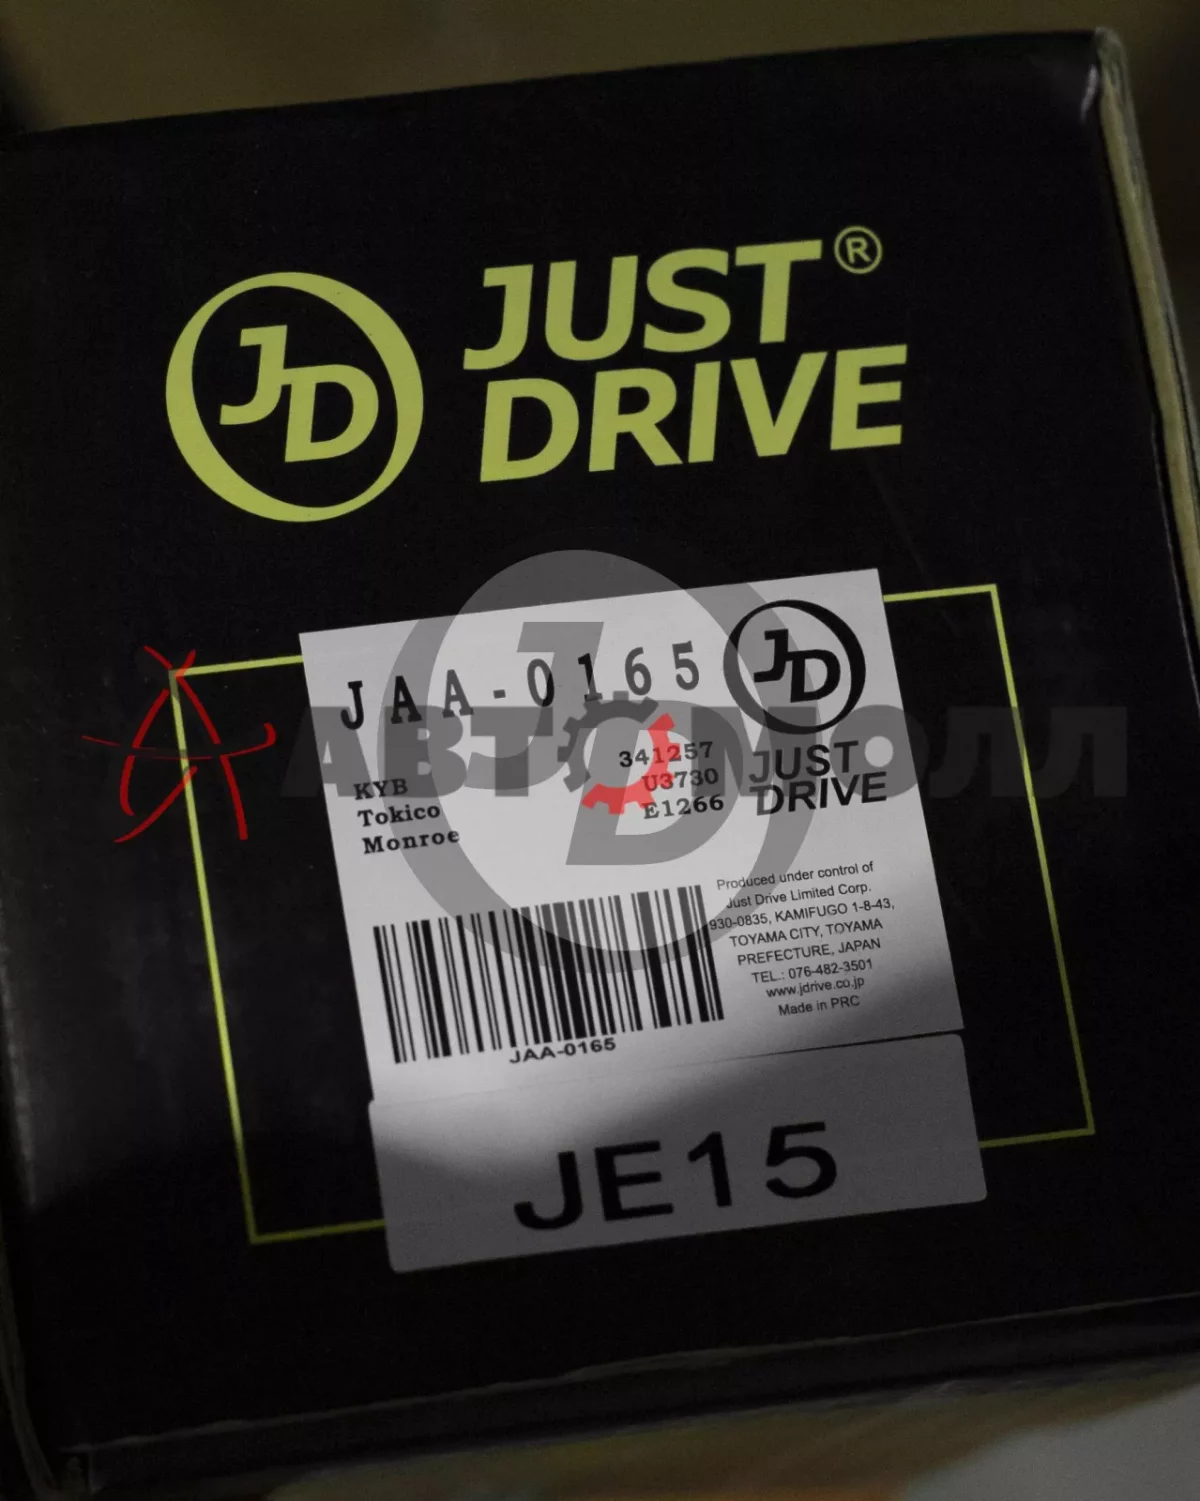 JD
JUST ®
DRIVE
JAA-0165
JD
JUST
DRIVE
KYB 341257
Tokico U3730
Monroe E1266
Produced under control of
Just Drive Limited Corp.
930-0835, KAMIFUGO 1-8-43,
TOYAMA CITY, TOYAMA
PREFECTURE, JAPAN
TEL.: 076-482-3501
www.jdrive.co.jp
Made in PRC
JAA-0165
JE15
JD
АВТОМОЛЛ